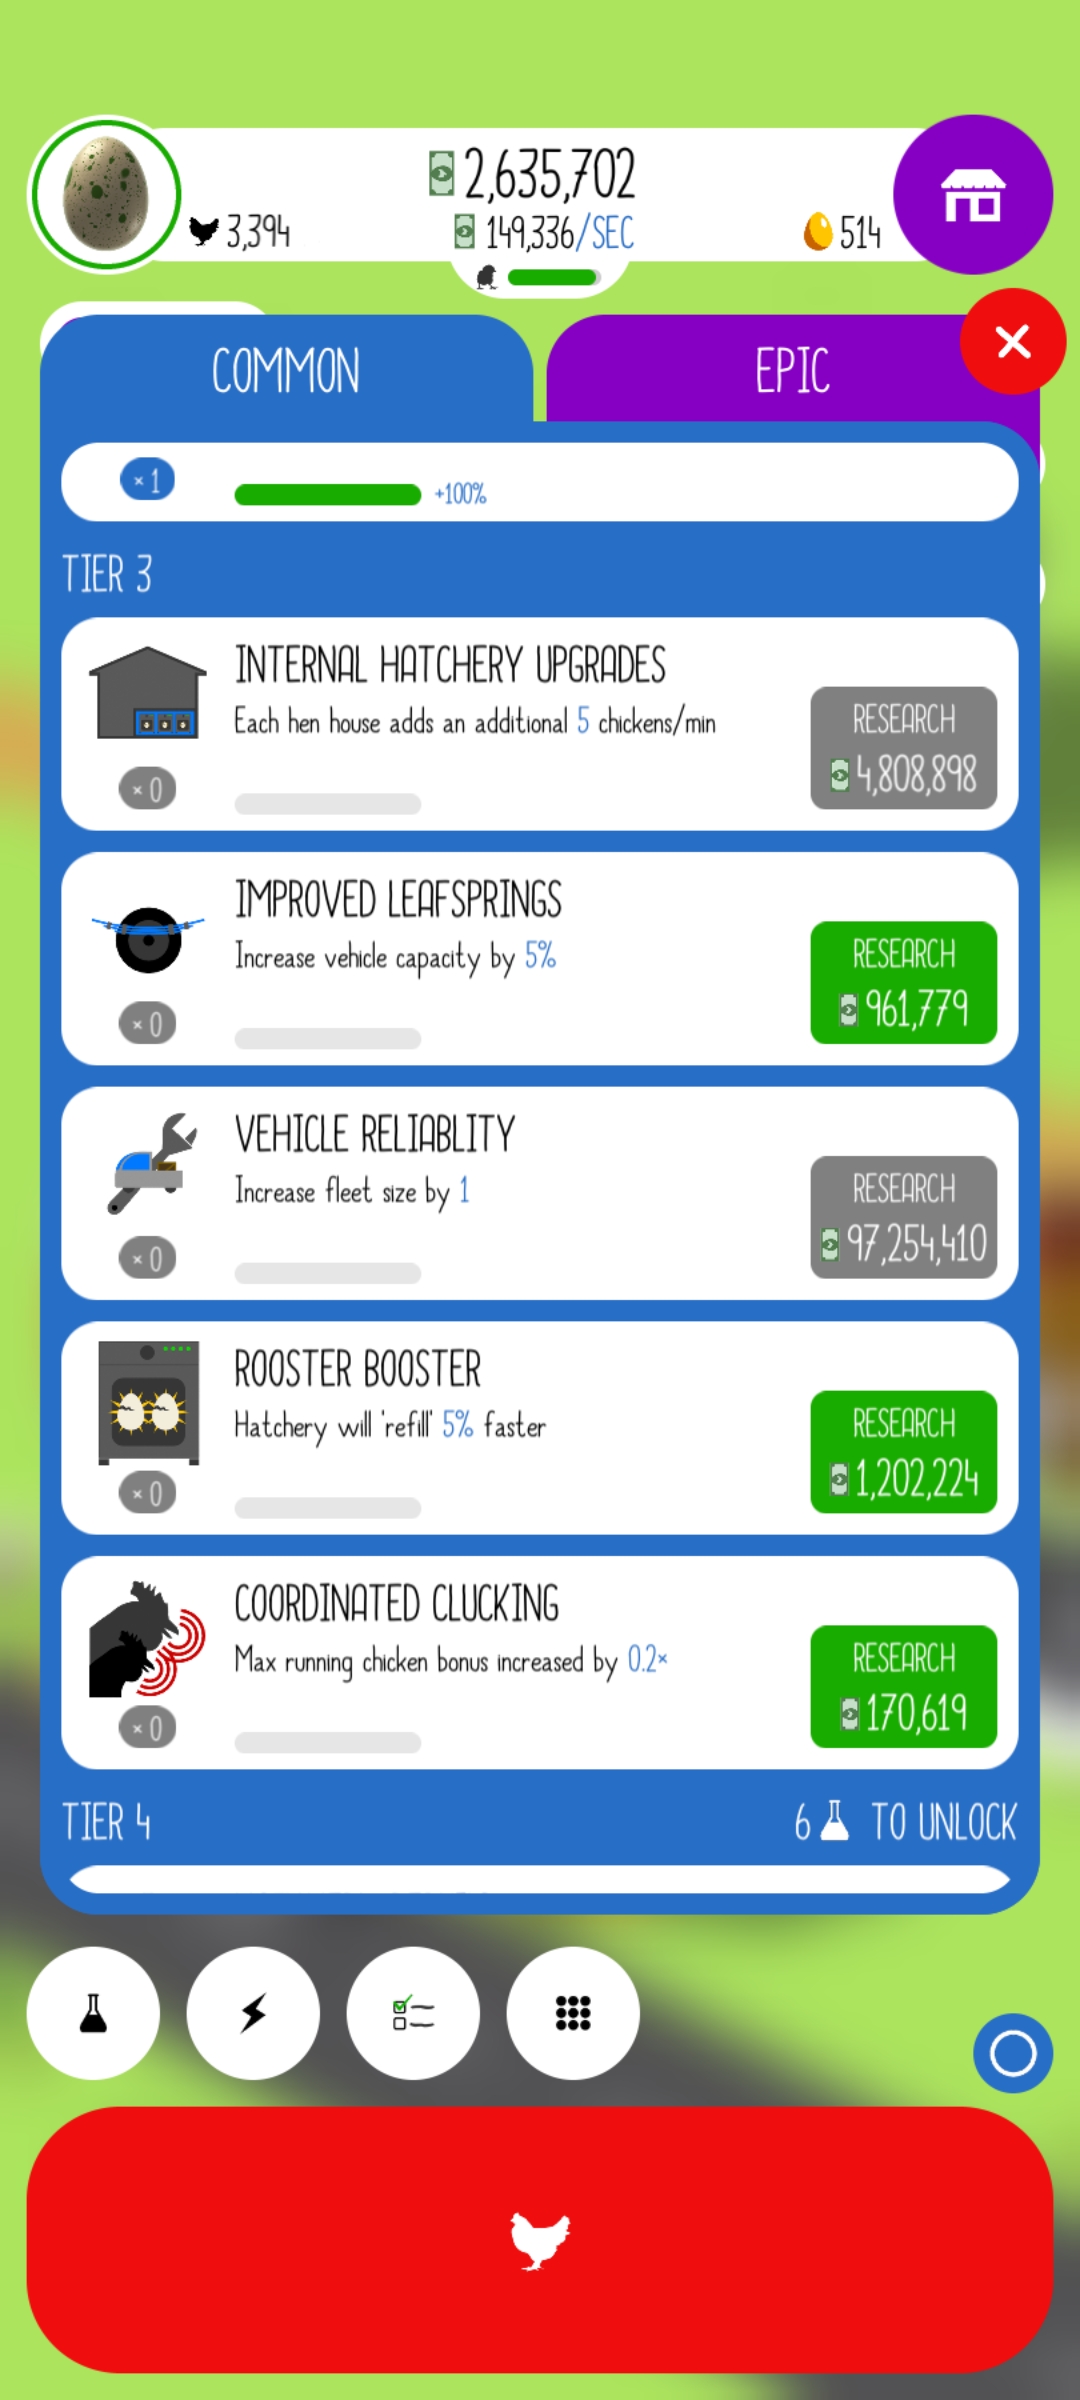 2,635,702
3,394
149,336/SEC
514
COMMON
EPIC
×1
+100%
TIER 3
INTERNAL HATCHERY UPGRADES
Each hen house adds an additional 5 chickens/min
RESEARCH
4,808,898
×0
IMPROVED LEAFSPRINGS
Increase vehicle capacity by 5%
RESEARCH
961,779
×0
VEHICLE RELIABLITY
Increase fleet size by 1
RESEARCH
97,254,410
×0
ROOSTER BOOSTER
Hatchery will 'refill' 5% faster
RESEARCH
1,202,224
×0
COORDINATED CLUCKING
Max running chicken bonus increased by 0.2×
RESEARCH
170,619
×0
TIER 4
6 TO UNLOCK